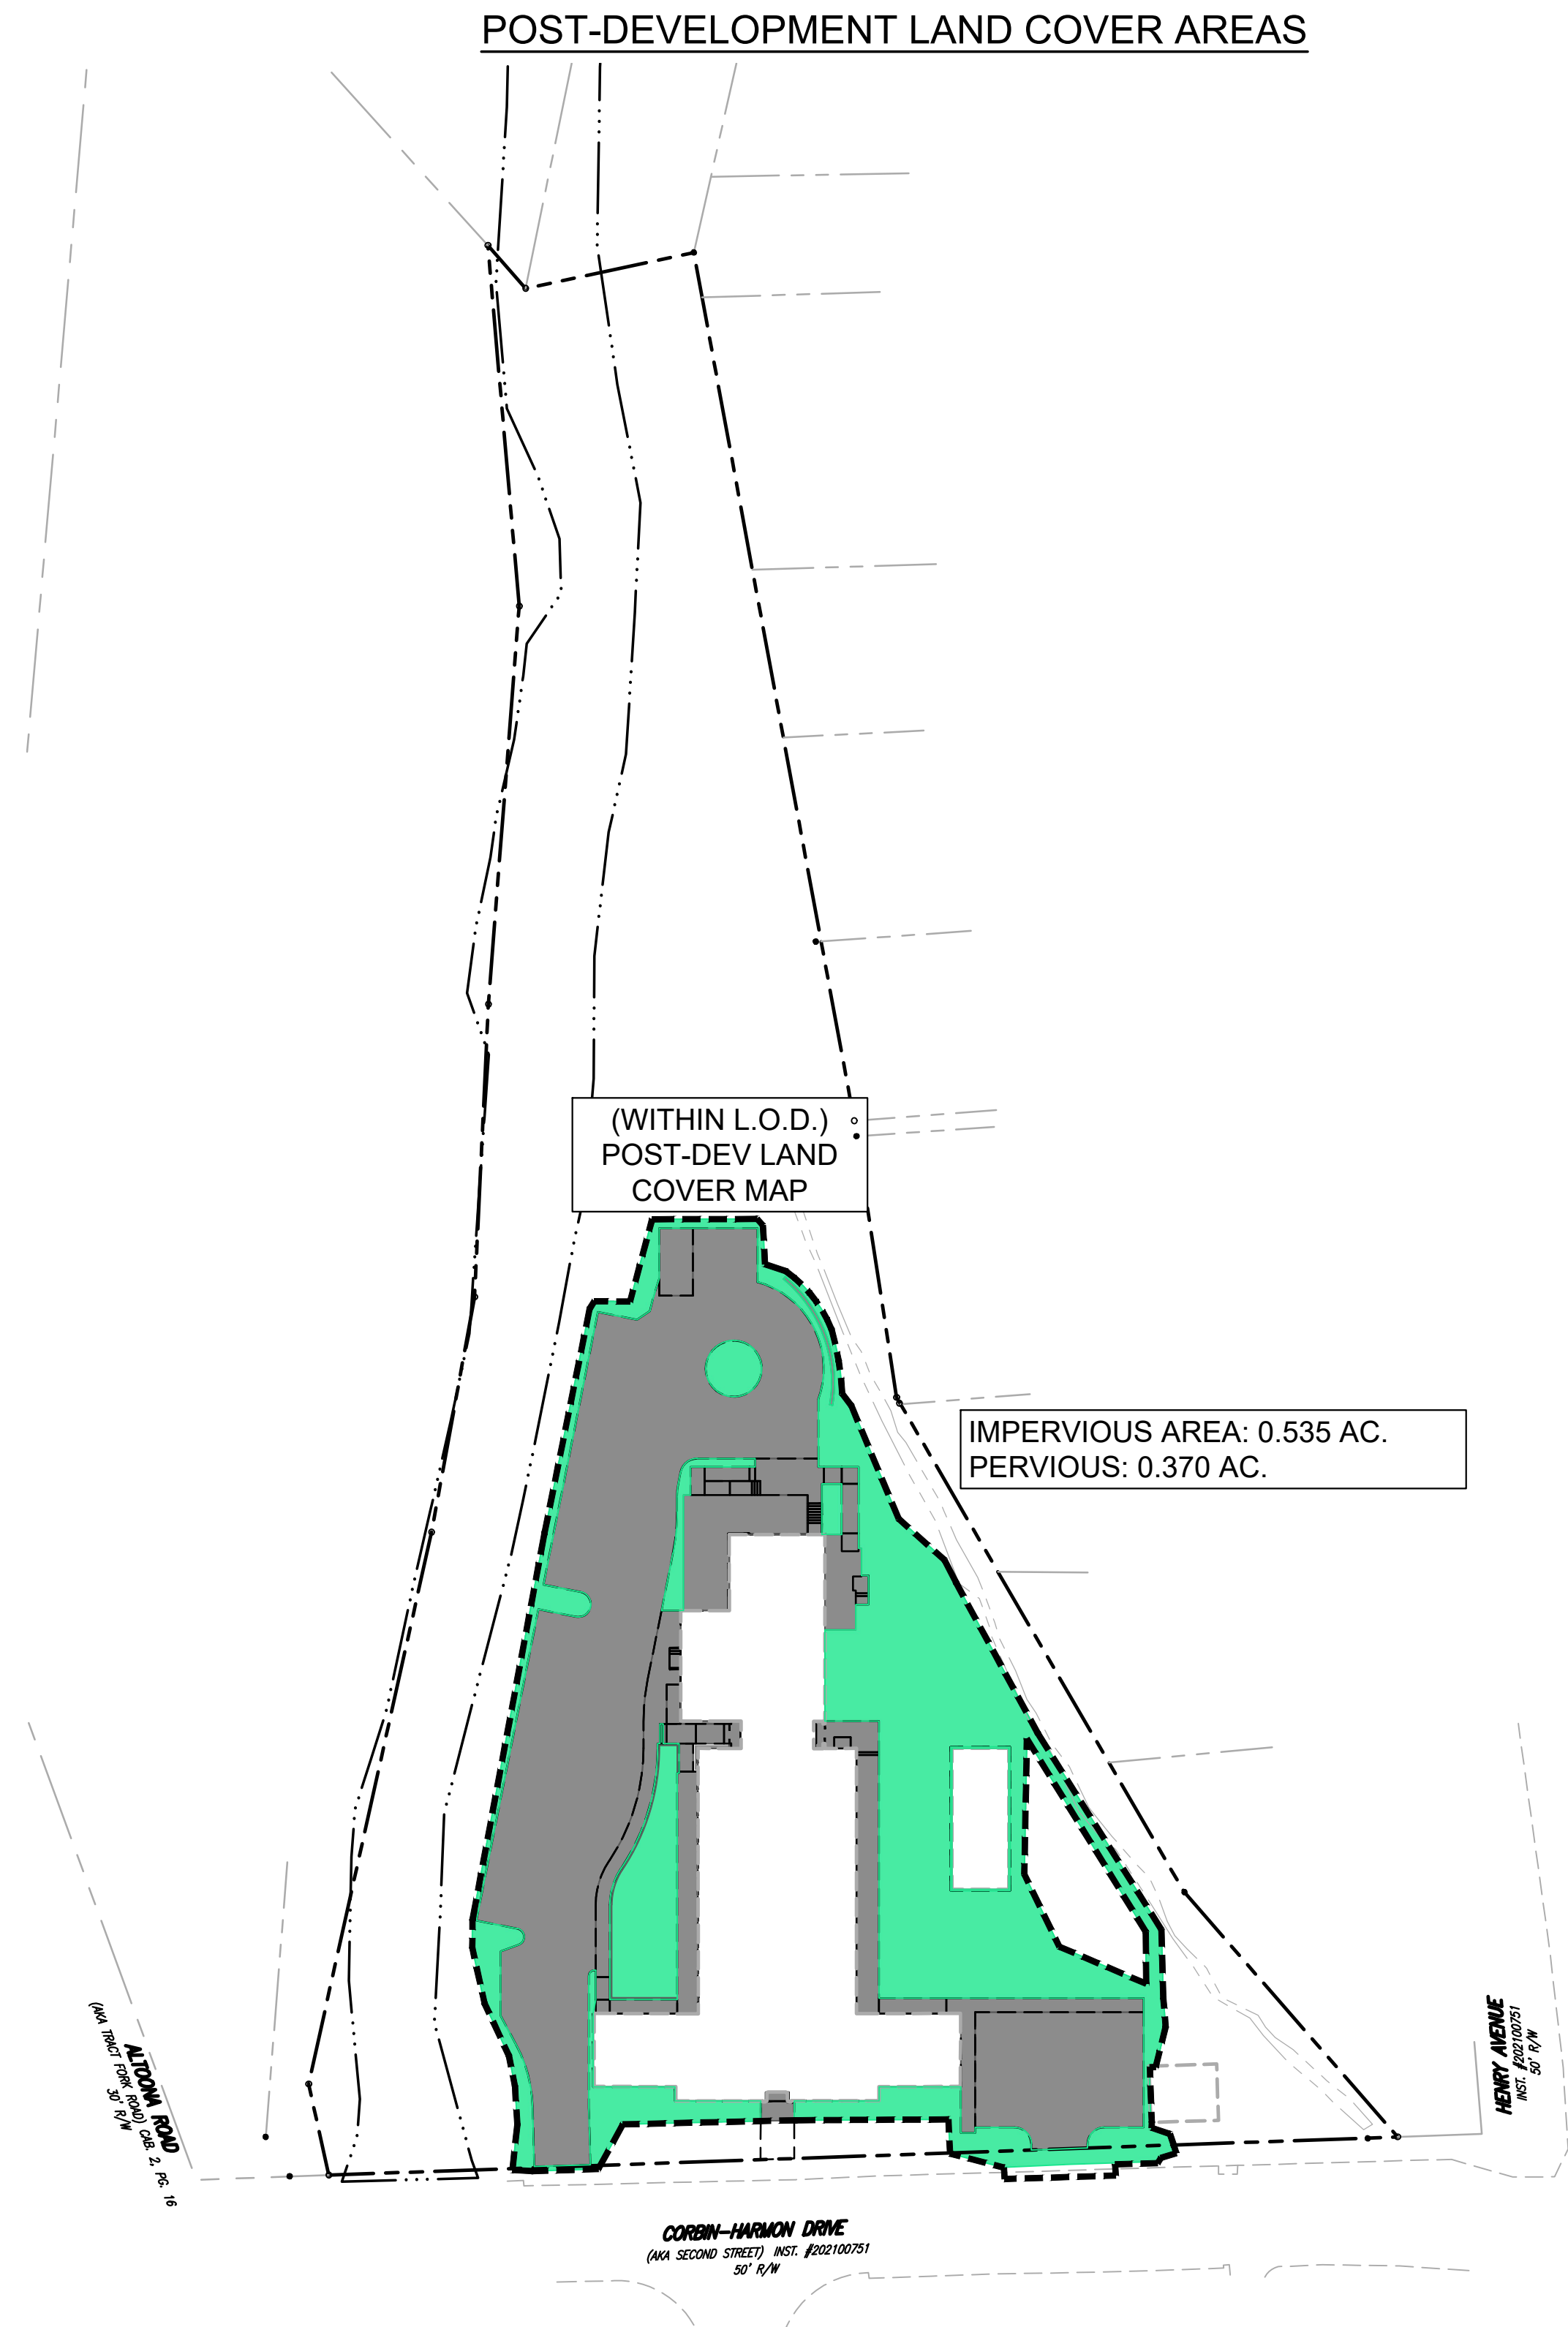 POST-DEVELOPMENT LAND COVER AREAS
(WITHIN L.O.D.)
POST-DEV LAND
COVER MAP
IMPERVIOUS AREA: 0.535 AC.
PERVIOUS: 0.370 AC.
ALTOONA ROAD
(AKA TRACT FORK ROAD) CAB. 2, PG. 16
30' R/W
HENRY AVENUE
INST. #202100751
50' R/W
CORBIN-HARMON DRIVE
(AKA SECOND STREET) INST. #202100751
50' R/W